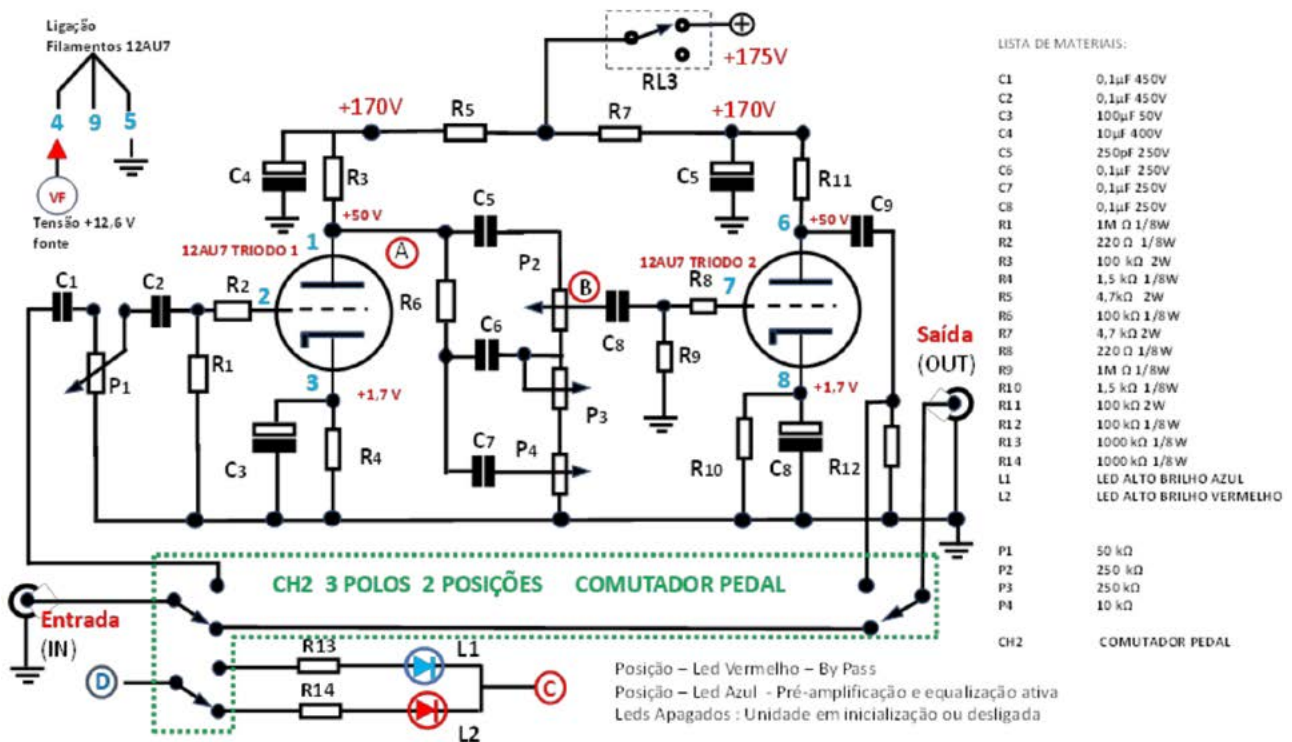 Ligação
Filamentos 12AU7
4 9 5
VF
Tensão +12,6 V
fonte
RL3
+175V
+170V
R5
R7
+170V
C4
R3
C5
R11
+50 V
C5
6
+50 V
C9
12AU7 TRIODO 1
1
A
P2
12AU7 TRIODO 2
C1
C2
R2
2
R6
B
R8
7
C6
C8
Saída
(OUT)
P1
R1
3
+1,7 V
R9
8
+1,7 V
P3
C7
P4
C3
R4
R10
C8
R12
CH2 3 POLOS 2 POSIÇÕES COMUTADOR PEDAL
Entrada
(IN)
D
R13
L1
R14
C
L2
Posição – Led Vermelho – By Pass
Posição – Led Azul - Pré-amplificação e equalização ativa
Leds Apagados : Unidade em inicialização ou desligada
LISTA DE MATERIAIS:
C1 0,1µF 450V
C2 0,1µF 450V
C3 100µF 50V
C4 10µF 400V
C5 250pF 250V
C6 0,1µF 250V
C7 0,1µF 250V
C8 0,1µF 250V
R1 1M Ω 1/8W
R2 220 Ω 1/8W
R3 100 kΩ 2W
R4 1,5 kΩ 1/8W
R5 4,7kΩ 2W
R6 100 kΩ 1/8W
R7 4,7 kΩ 2W
R8 220 Ω 1/8W
R9 1M Ω 1/8W
R10 1,5 kΩ 1/8W
R11 100 kΩ 2W
R12 100 kΩ 1/8W
R13 1000 kΩ 1/8W
R14 1000 kΩ 1/8W
L1 LED ALTO BRILHO AZUL
L2 LED ALTO BRILHO VERMELHO
P1 50 kΩ
P2 250 kΩ
P3 250 kΩ
P4 10 kΩ
CH2 COMUTADOR PEDAL